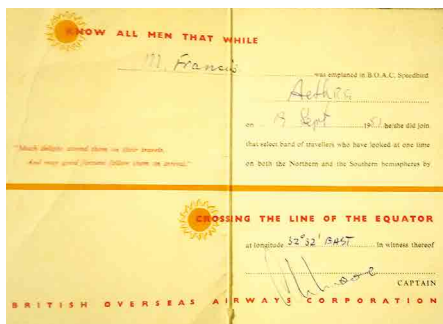 KNOW ALL MEN THAT WHILE
M. Francis
was emplaned in B.O.A.C. Speedbird
Aethra
on 19 Sept 1951 he/she did join
that select band of travellers who have looked at one time
on both the Northern and the Southern hemispheres by
"Much delight attend them on their travels.
And may good fortune follow them on arrival."
CROSSING THE LINE OF THE EQUATOR
at longitude 32° 32' EAST In witness thereof
CAPTAIN
BRITISH OVERSEAS AIRWAYS CORPORATION